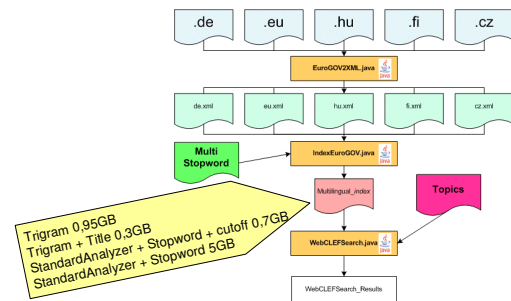 .de
.eu
.hu
.fi
.cz
EuroGOV2XML.java
de.xml
eu.xml
hu.xml
fi.xml
cz.xml
Multi
Stopword
IndexEuroGOV.java
Multilingual_index
Topics
Trigram 0,95GB
Trigram + Title 0,3GB
StandardAnalyzer + Stopword + cutoff 0,7GB
StandardAnalyzer + Stopword 5GB
WebCLEFSearch.java
WebCLEFSearch_Results